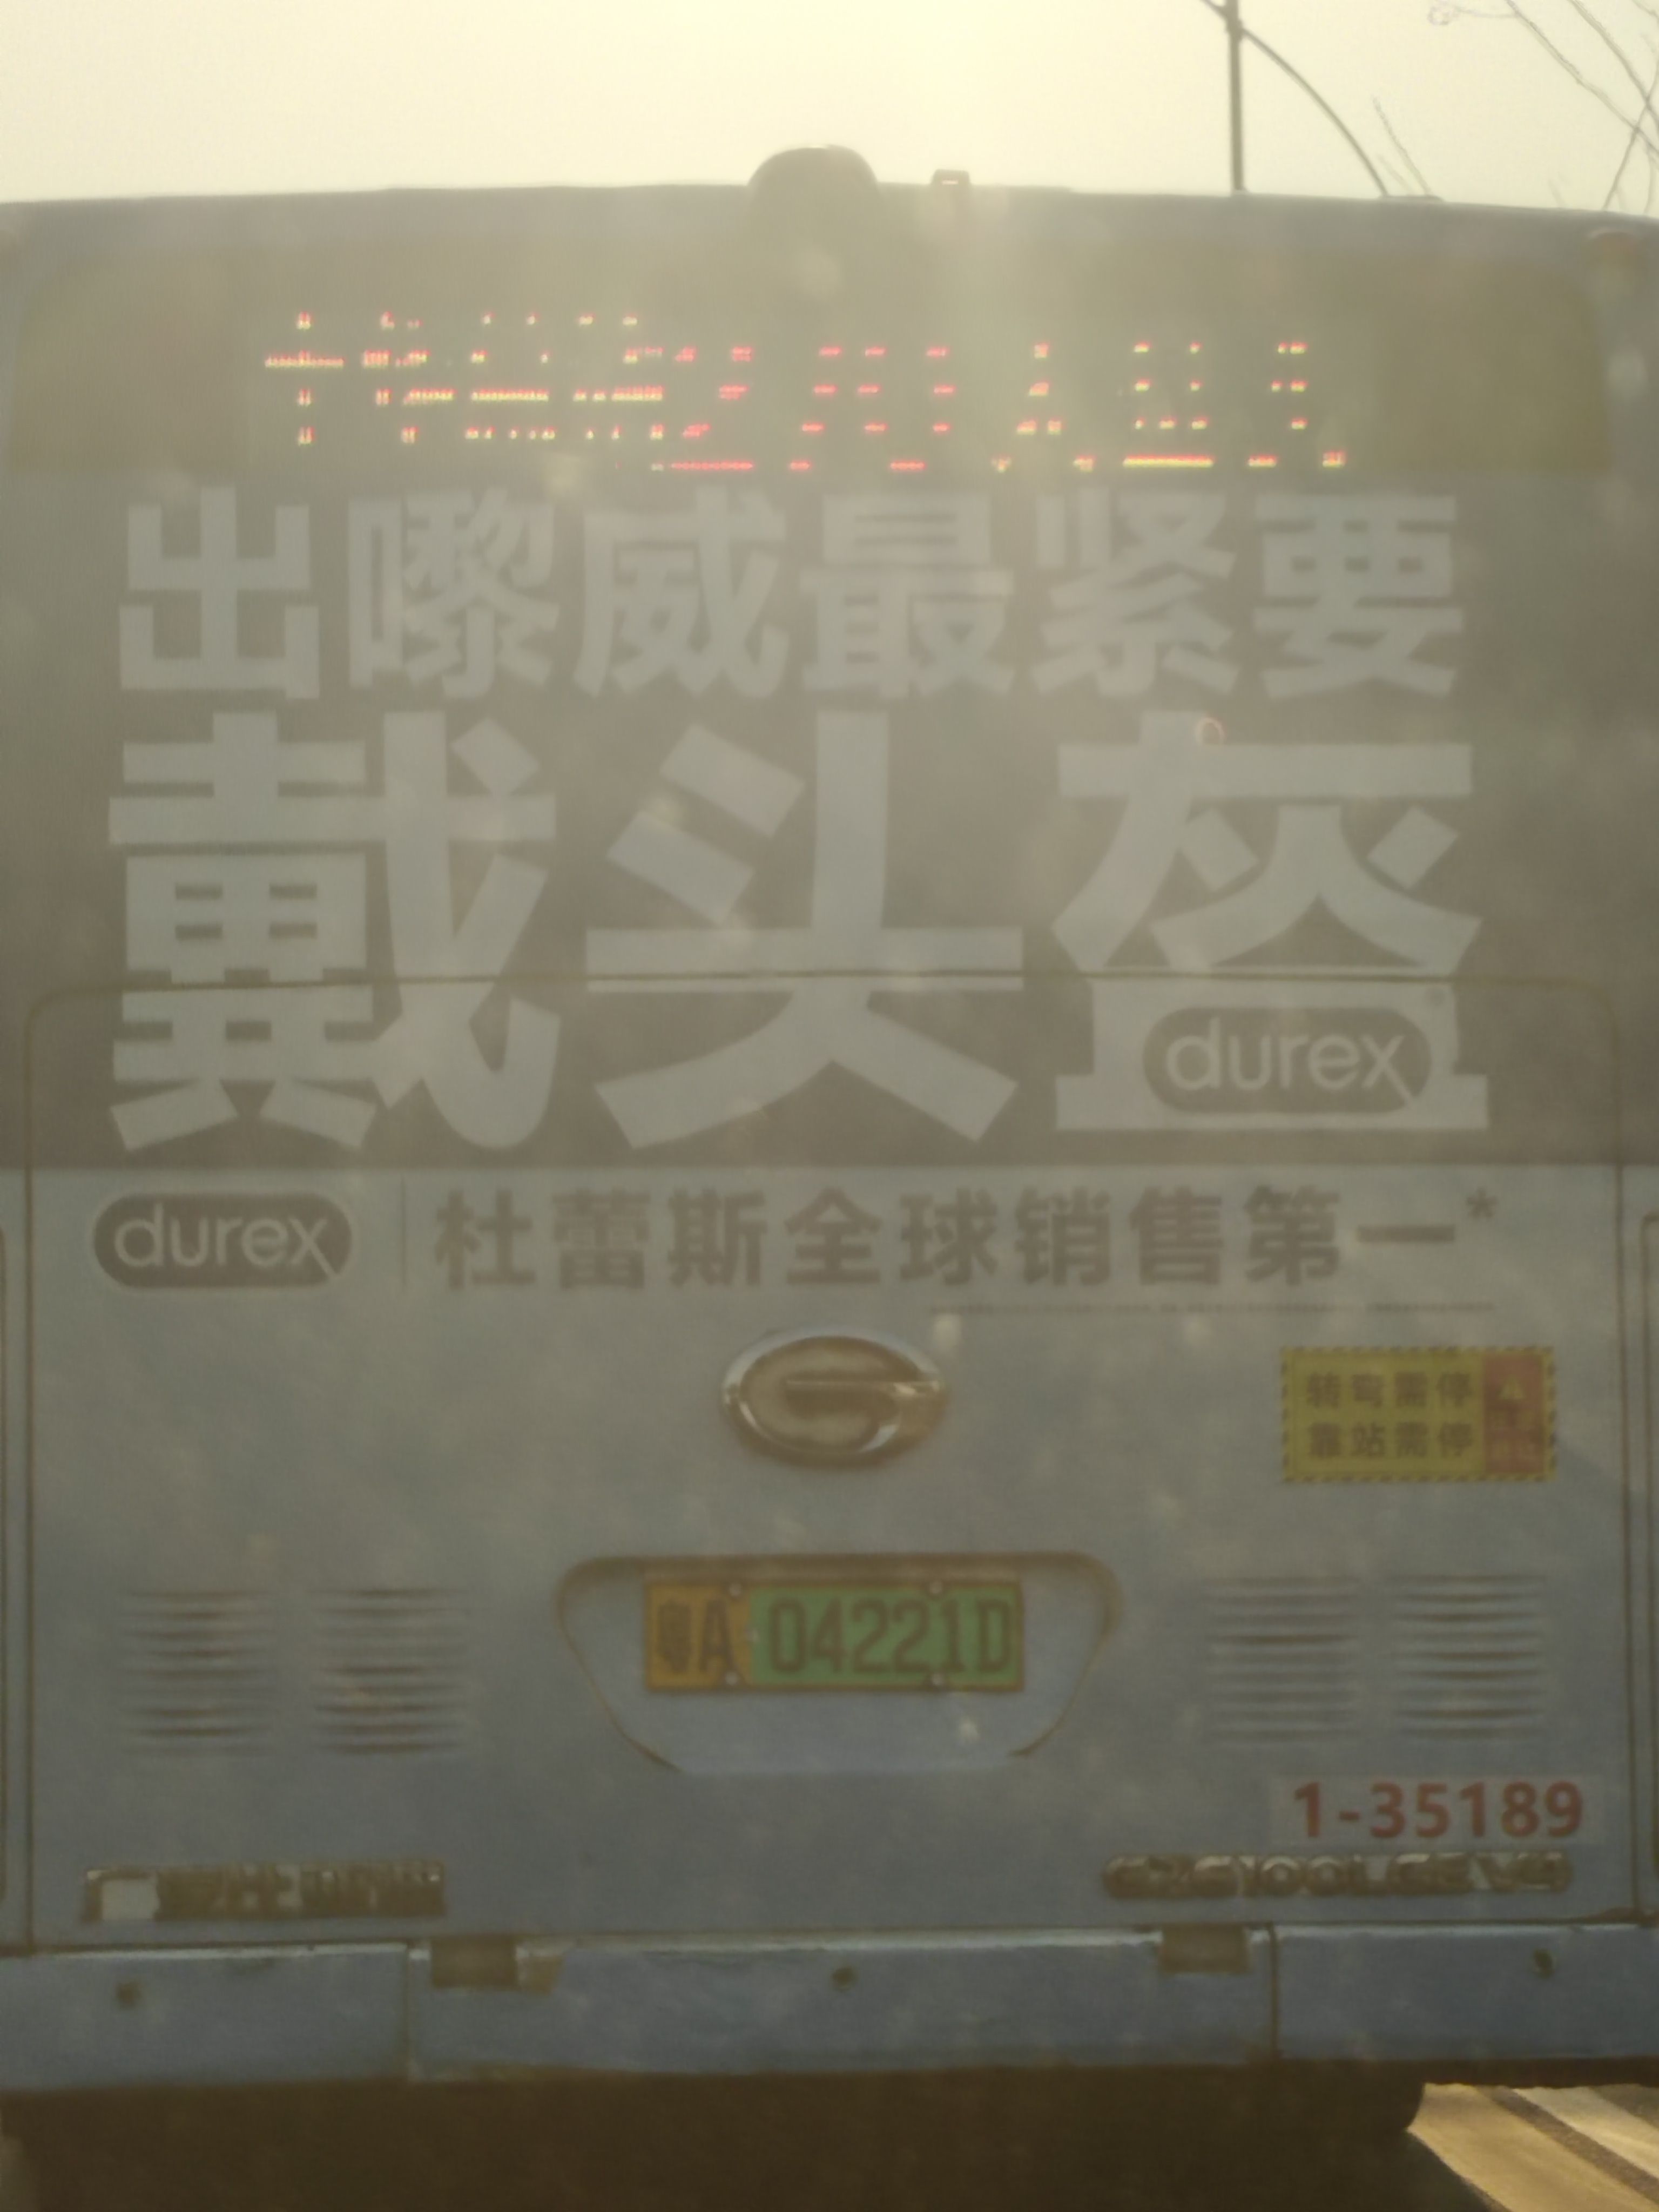 出嚟威最紧要
戴头盔
durex
durex 杜蕾斯全球销售第一*
转弯需停
靠站需停
粤A 04221D
1-35189